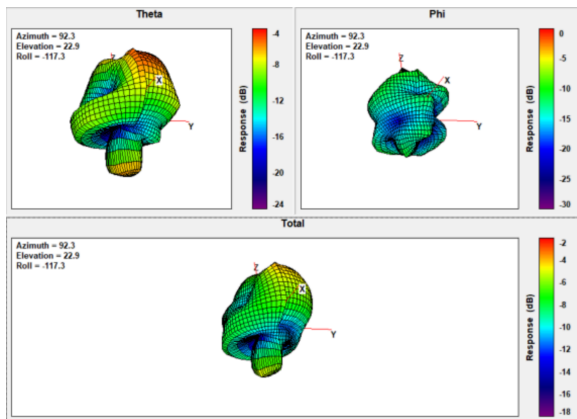 Theta
Azimuth = 92.3
Elevation = 22.9
Roll = -117.3
Z
X
Y
Response (dB)
-4
-8
-12
-16
-20
-24
Phi
Azimuth = 92.3
Elevation = 22.9
Roll = -117.3
Z
X
Y
Response (dB)
0
-5
-10
-15
-20
-25
-30
Total
Azimuth = 92.3
Elevation = 22.9
Roll = -117.3
Z
X
Y
Response (dB)
-2
-4
-6
-8
-10
-12
-14
-16
-18